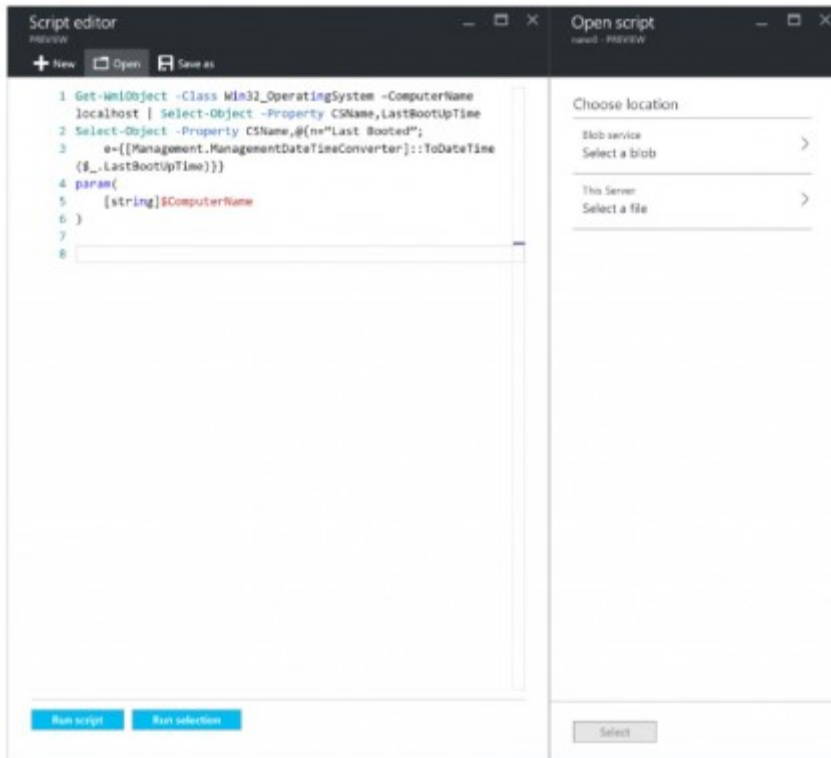 Script editor
PREVIEW
New Open Save as
1 Get-WmiObject -Class Win32_OperatingSystem -ComputerName
localhost | Select-Object -Property CSName,LastBootUpTime
2 Select-Object -Property CSName,@{n="Last Booted";
3 e={[Management.ManagementDateTimeConverter]::ToDateTime
($_.LastBootUpTime)}}
4 param(
5 [string]$ComputerName
6 )
7
8
Run script Run selection
Open script
PREVIEW
Choose location
Blob service
Select a blob
This Server
Select a file
Select